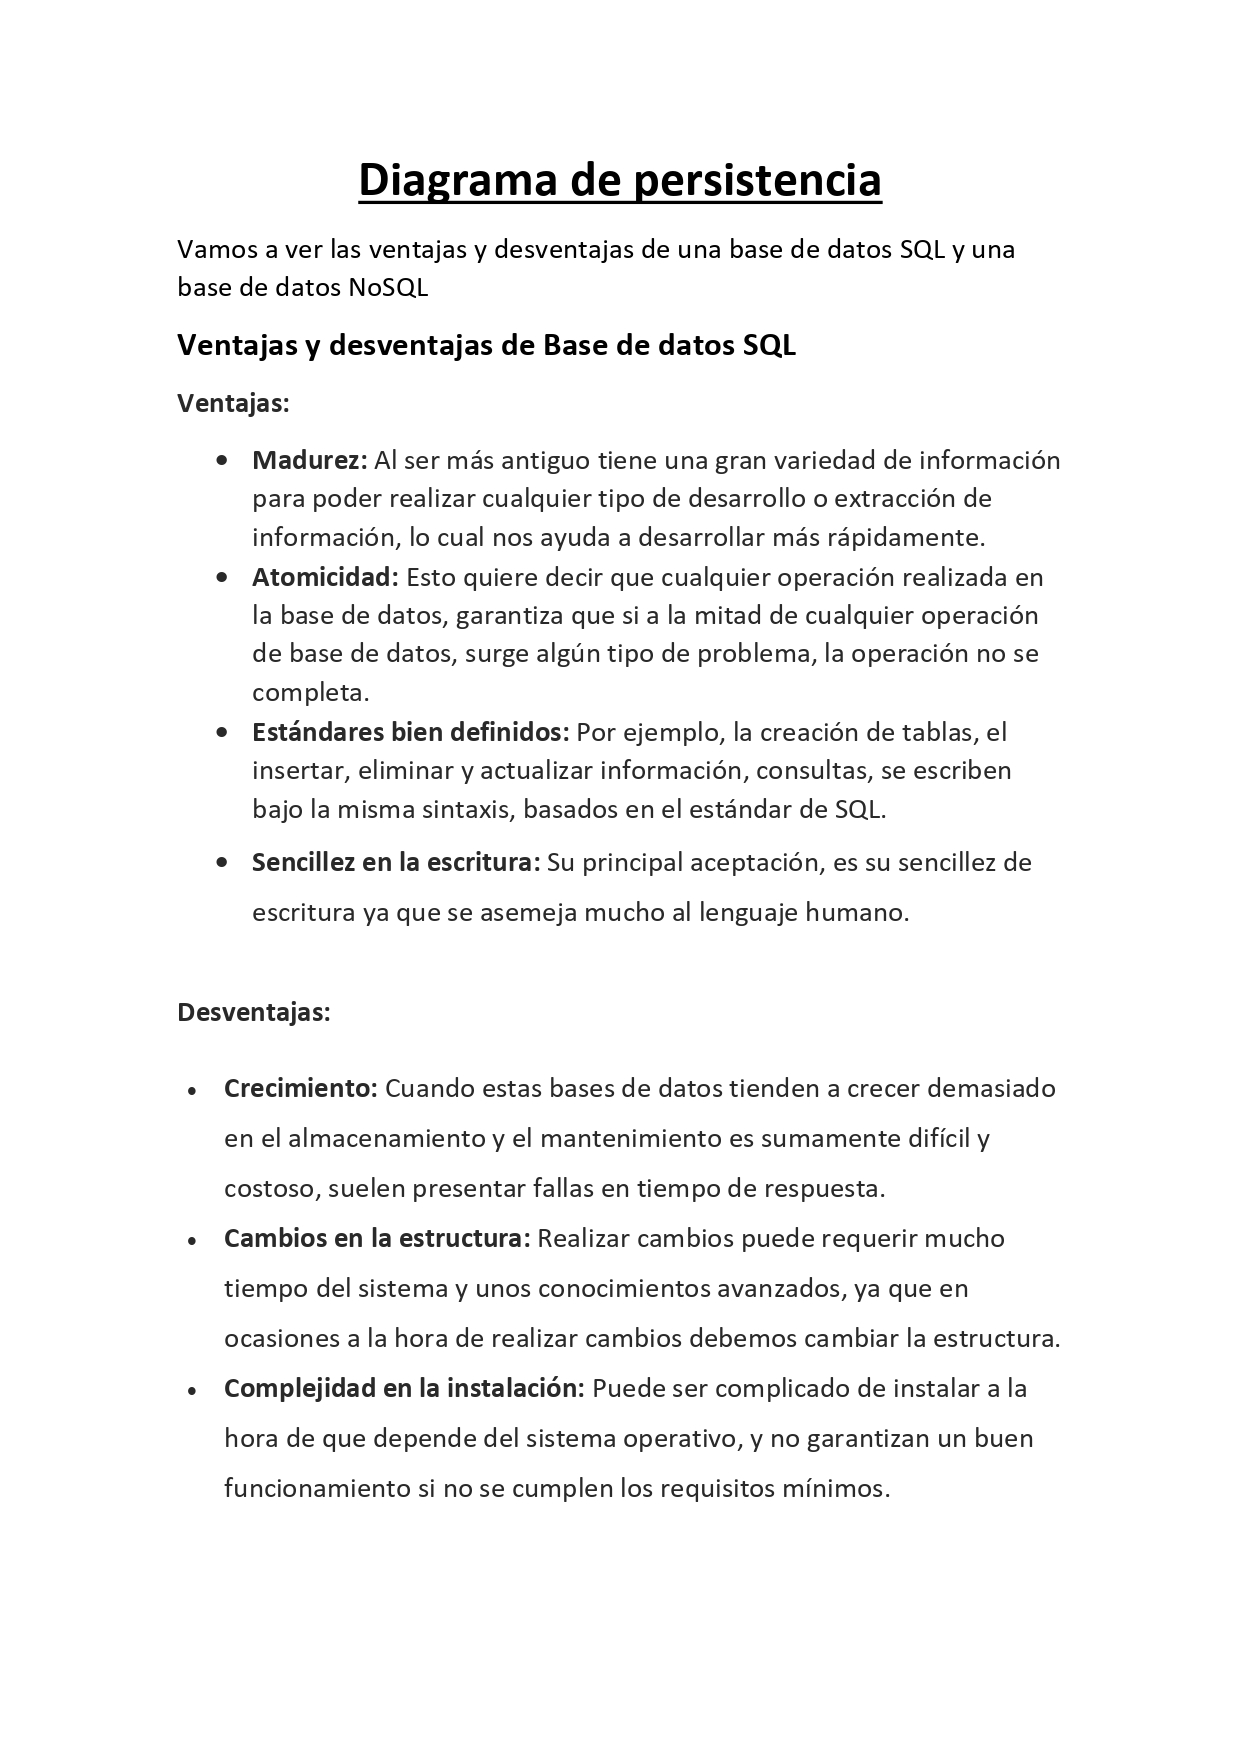 Diagrama de persistencia
Vamos a ver las ventajas y desventajas de una base de datos SQL y una
base de datos NoSQL
Ventajas y desventajas de Base de datos SQL
Ventajas:
• Madurez: Al ser más antiguo tiene una gran variedad de información
para poder realizar cualquier tipo de desarrollo o extracción de
información, lo cual nos ayuda a desarrollar más rápidamente.
• Atomicidad: Esto quiere decir que cualquier operación realizada en
la base de datos, garantiza que si a la mitad de cualquier operación
de base de datos, surge algún tipo de problema, la operación no se
completa.
• Estándares bien definidos: Por ejemplo, la creación de tablas, el
insertar, eliminar y actualizar información, consultas, se escriben
bajo la misma sintaxis, basados en el estándar de SQL.
• Sencillez en la escritura: Su principal aceptación, es su sencillez de
escritura ya que se asemeja mucho al lenguaje humano.
Desventajas:
• Crecimiento: Cuando estas bases de datos tienden a crecer demasiado
en el almacenamiento y el mantenimiento es sumamente difícil y
costoso, suelen presentar fallas en tiempo de respuesta.
• Cambios en la estructura: Realizar cambios puede requerir mucho
tiempo del sistema y unos conocimientos avanzados, ya que en
ocasiones a la hora de realizar cambios debemos cambiar la estructura.
• Complejidad en la instalación: Puede ser complicado de instalar a la
hora de que depende del sistema operativo, y no garantizan un buen
funcionamiento si no se cumplen los requisitos mínimos.